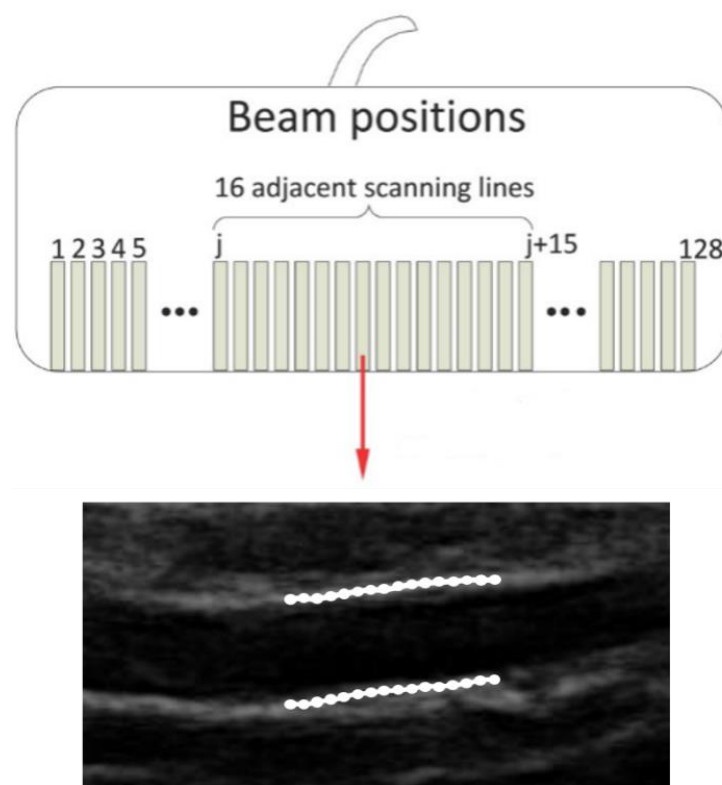 Beam positions
16 adjacent scanning lines
1 2 3 4 5 ••• j j+15 ••• 128